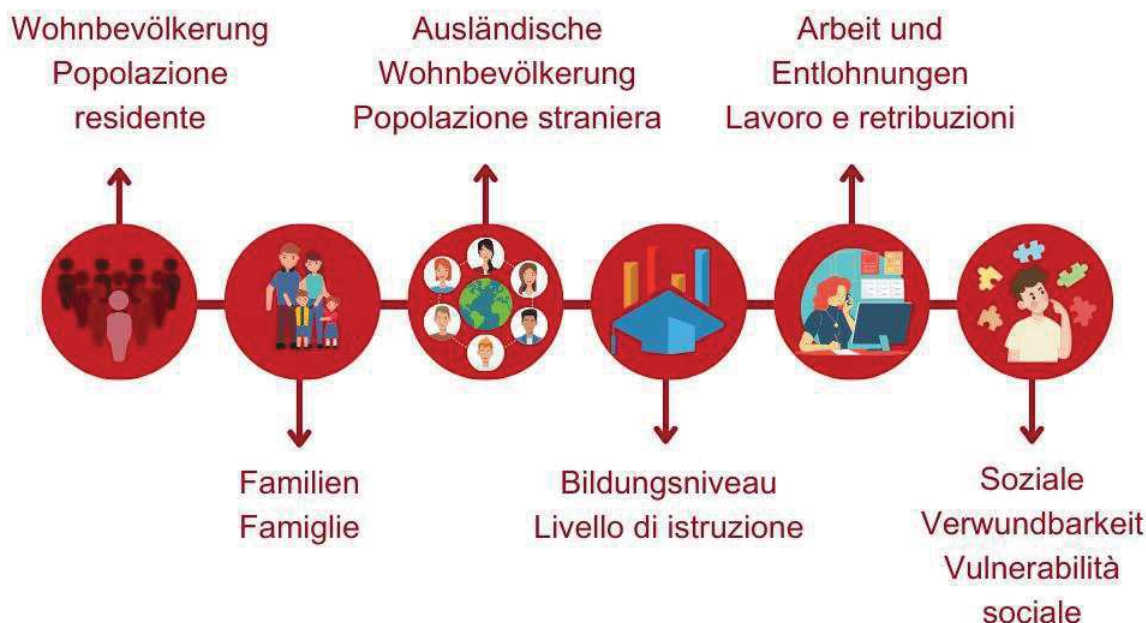 Wohnbevölkerung
Popolazione
residente
Ausländische
Wohnbevölkerung
Popolazione straniera
Arbeit und
Entlohnungen
Lavoro e retribuzioni
Familien
Famiglie
Bildungsniveau
Livello di istruzione
Soziale
Verwundbarkeit
Vulnerabilità
sociale